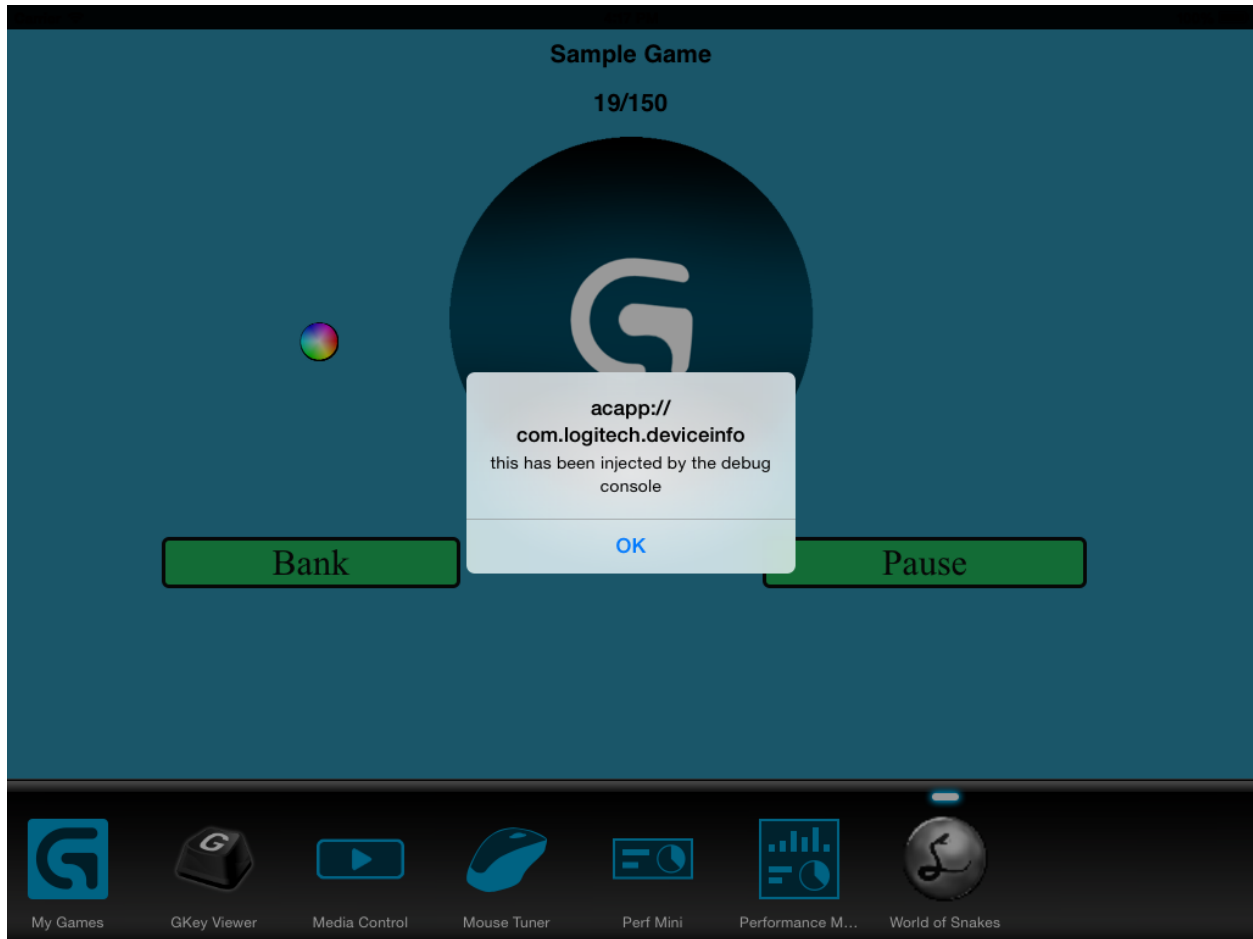 Sample Game
19/150
acapp://
com.logitech.deviceinfo
this has been injected by the debug
console
OK
Bank
Pause
My Games
GKey Viewer
Media Control
Mouse Tuner
Perf Mini
Performance M...
World of Snakes